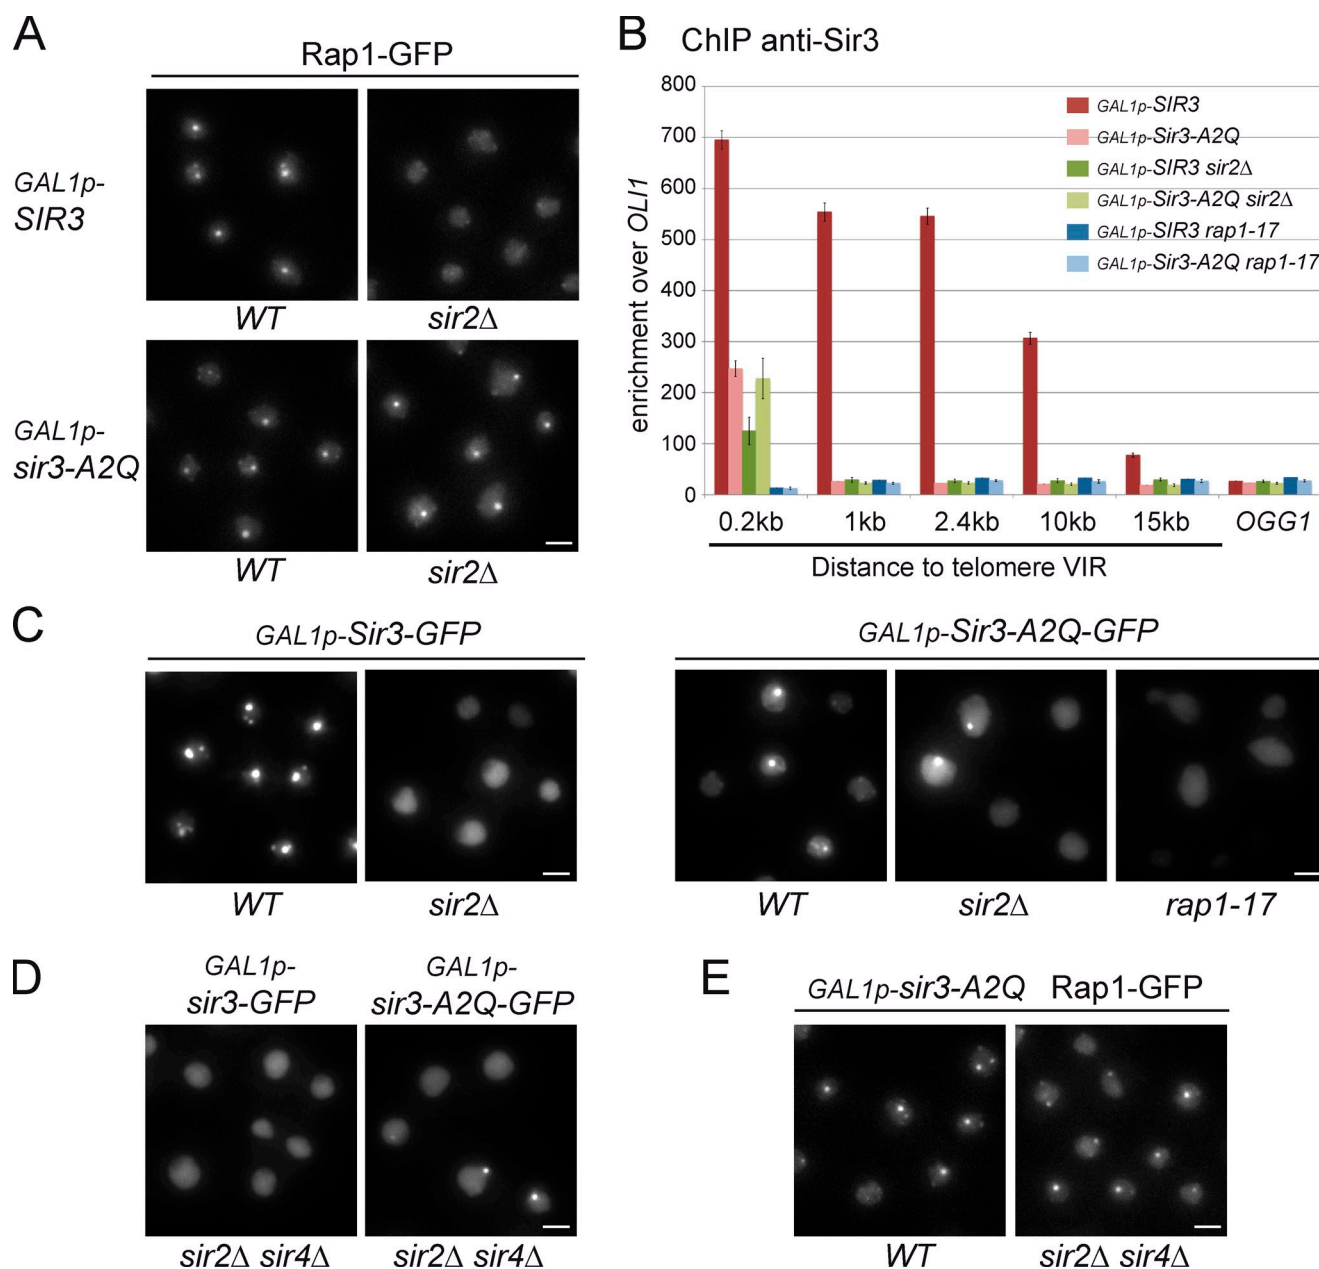 A
Rap1-GFP
GAL1p-
SIR3
WT
sir2Δ
GAL1p-
sir3-A2Q
WT
sir2Δ
B ChIP anti-Sir3
enrichment over OLI1
800
700
600
500
400
300
200
100
0
GAL1p-SIR3
GAL1p-Sir3-A2Q
GAL1p-SIR3 sir2Δ
GAL1p-Sir3-A2Q sir2Δ
GAL1p-SIR3 rap1-17
GAL1p-Sir3-A2Q rap1-17
0.2kb 1kb 2.4kb 10kb 15kb OGG1
Distance to telomere VIR
C
GAL1p-Sir3-GFP
WT
sir2Δ
GAL1p-Sir3-A2Q-GFP
WT
sir2Δ
rap1-17
D
GAL1p-
sir3-GFP
GAL1p-
sir3-A2Q-GFP
sir2Δ sir4Δ
sir2Δ sir4Δ
E
GAL1p-sir3-A2Q Rap1-GFP
WT
sir2Δ sir4Δ